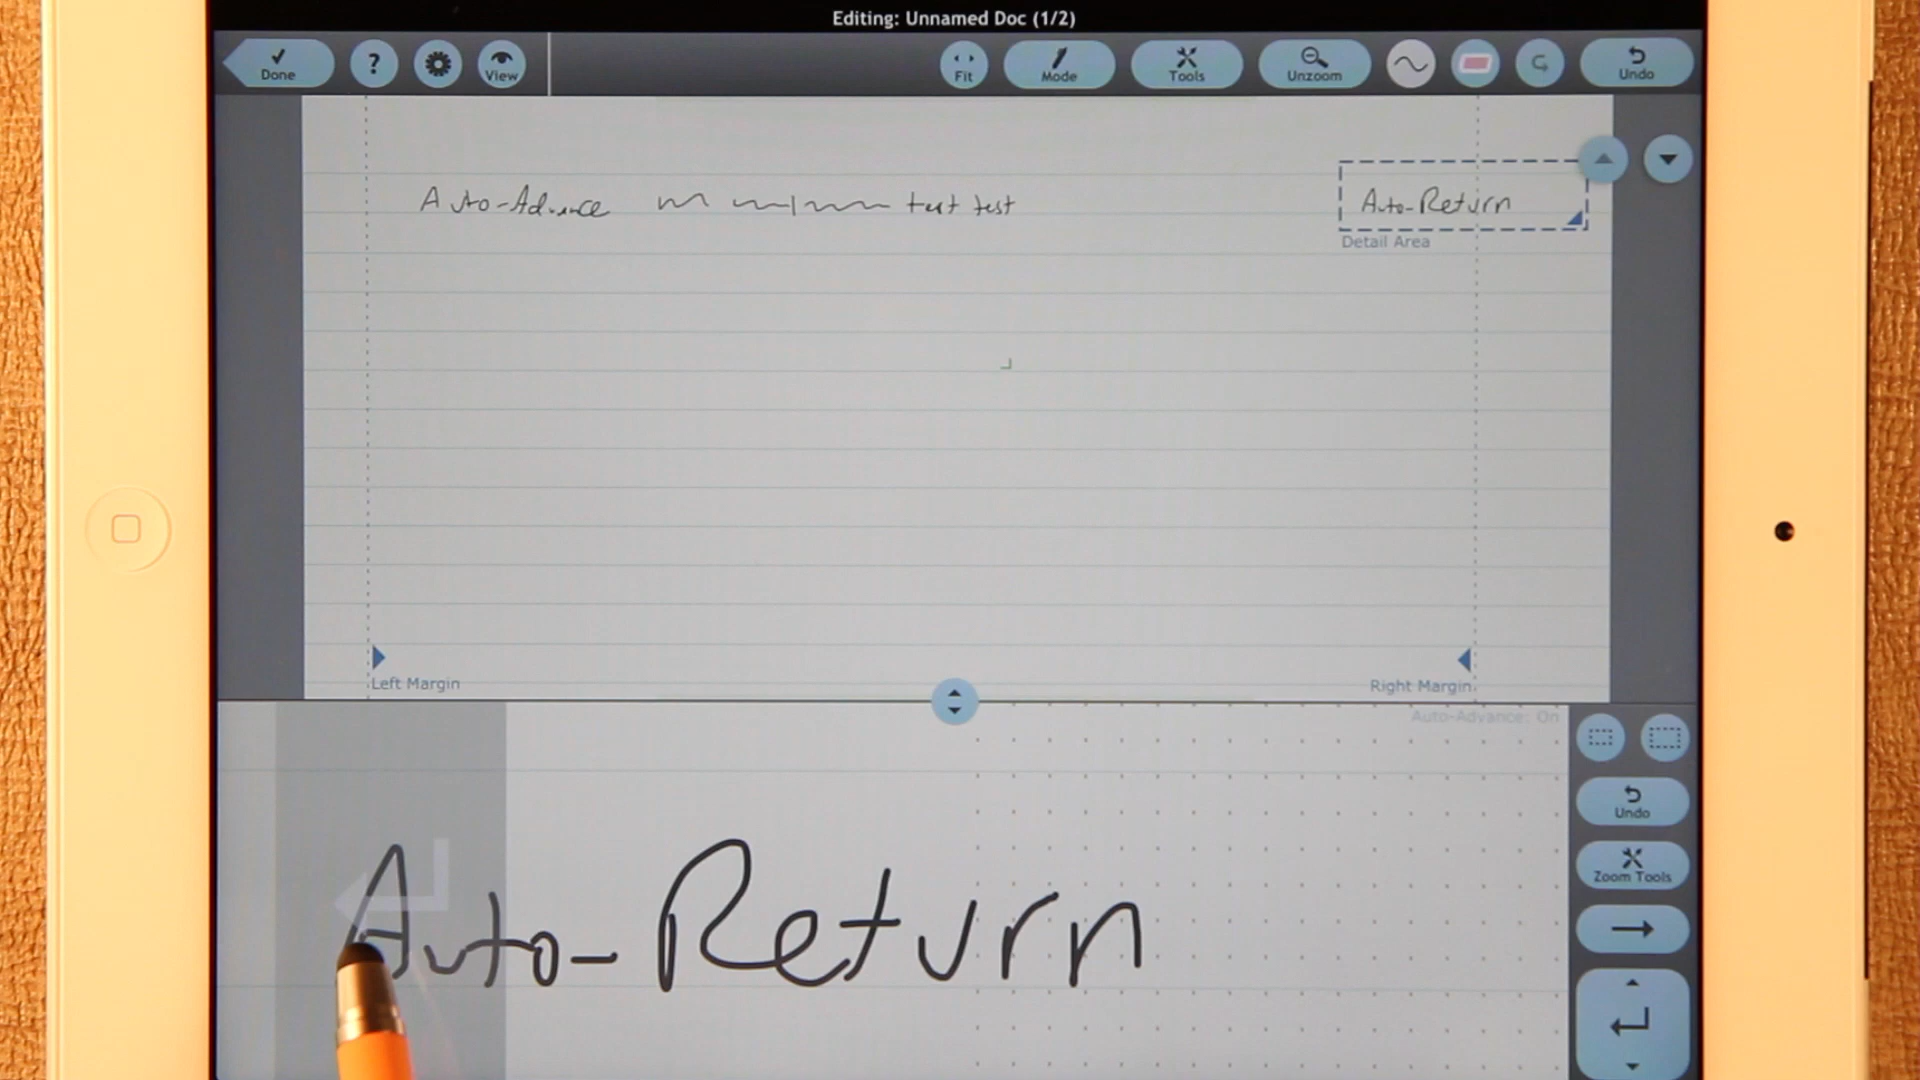 Editing: Unnamed Doc (1/2)
Done
?
View
Fit
Mode
Tools
Unzoom
Undo
Auto-Advance test test
Auto-Return
Detail Area
Left Margin
Right Margin
Auto-Advance: On
Undo
Zoom Tools
Auto-Return